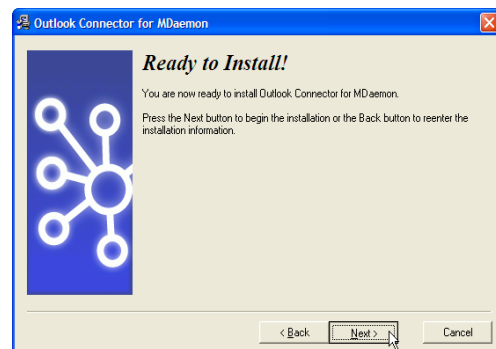 Outlook Connector for MDaemon
Ready to Install!
You are now ready to install Outlook Connector for MDaemon.
Press the Next button to begin the installation or the Back button to reenter the
installation information.
< Back
Next >
Cancel